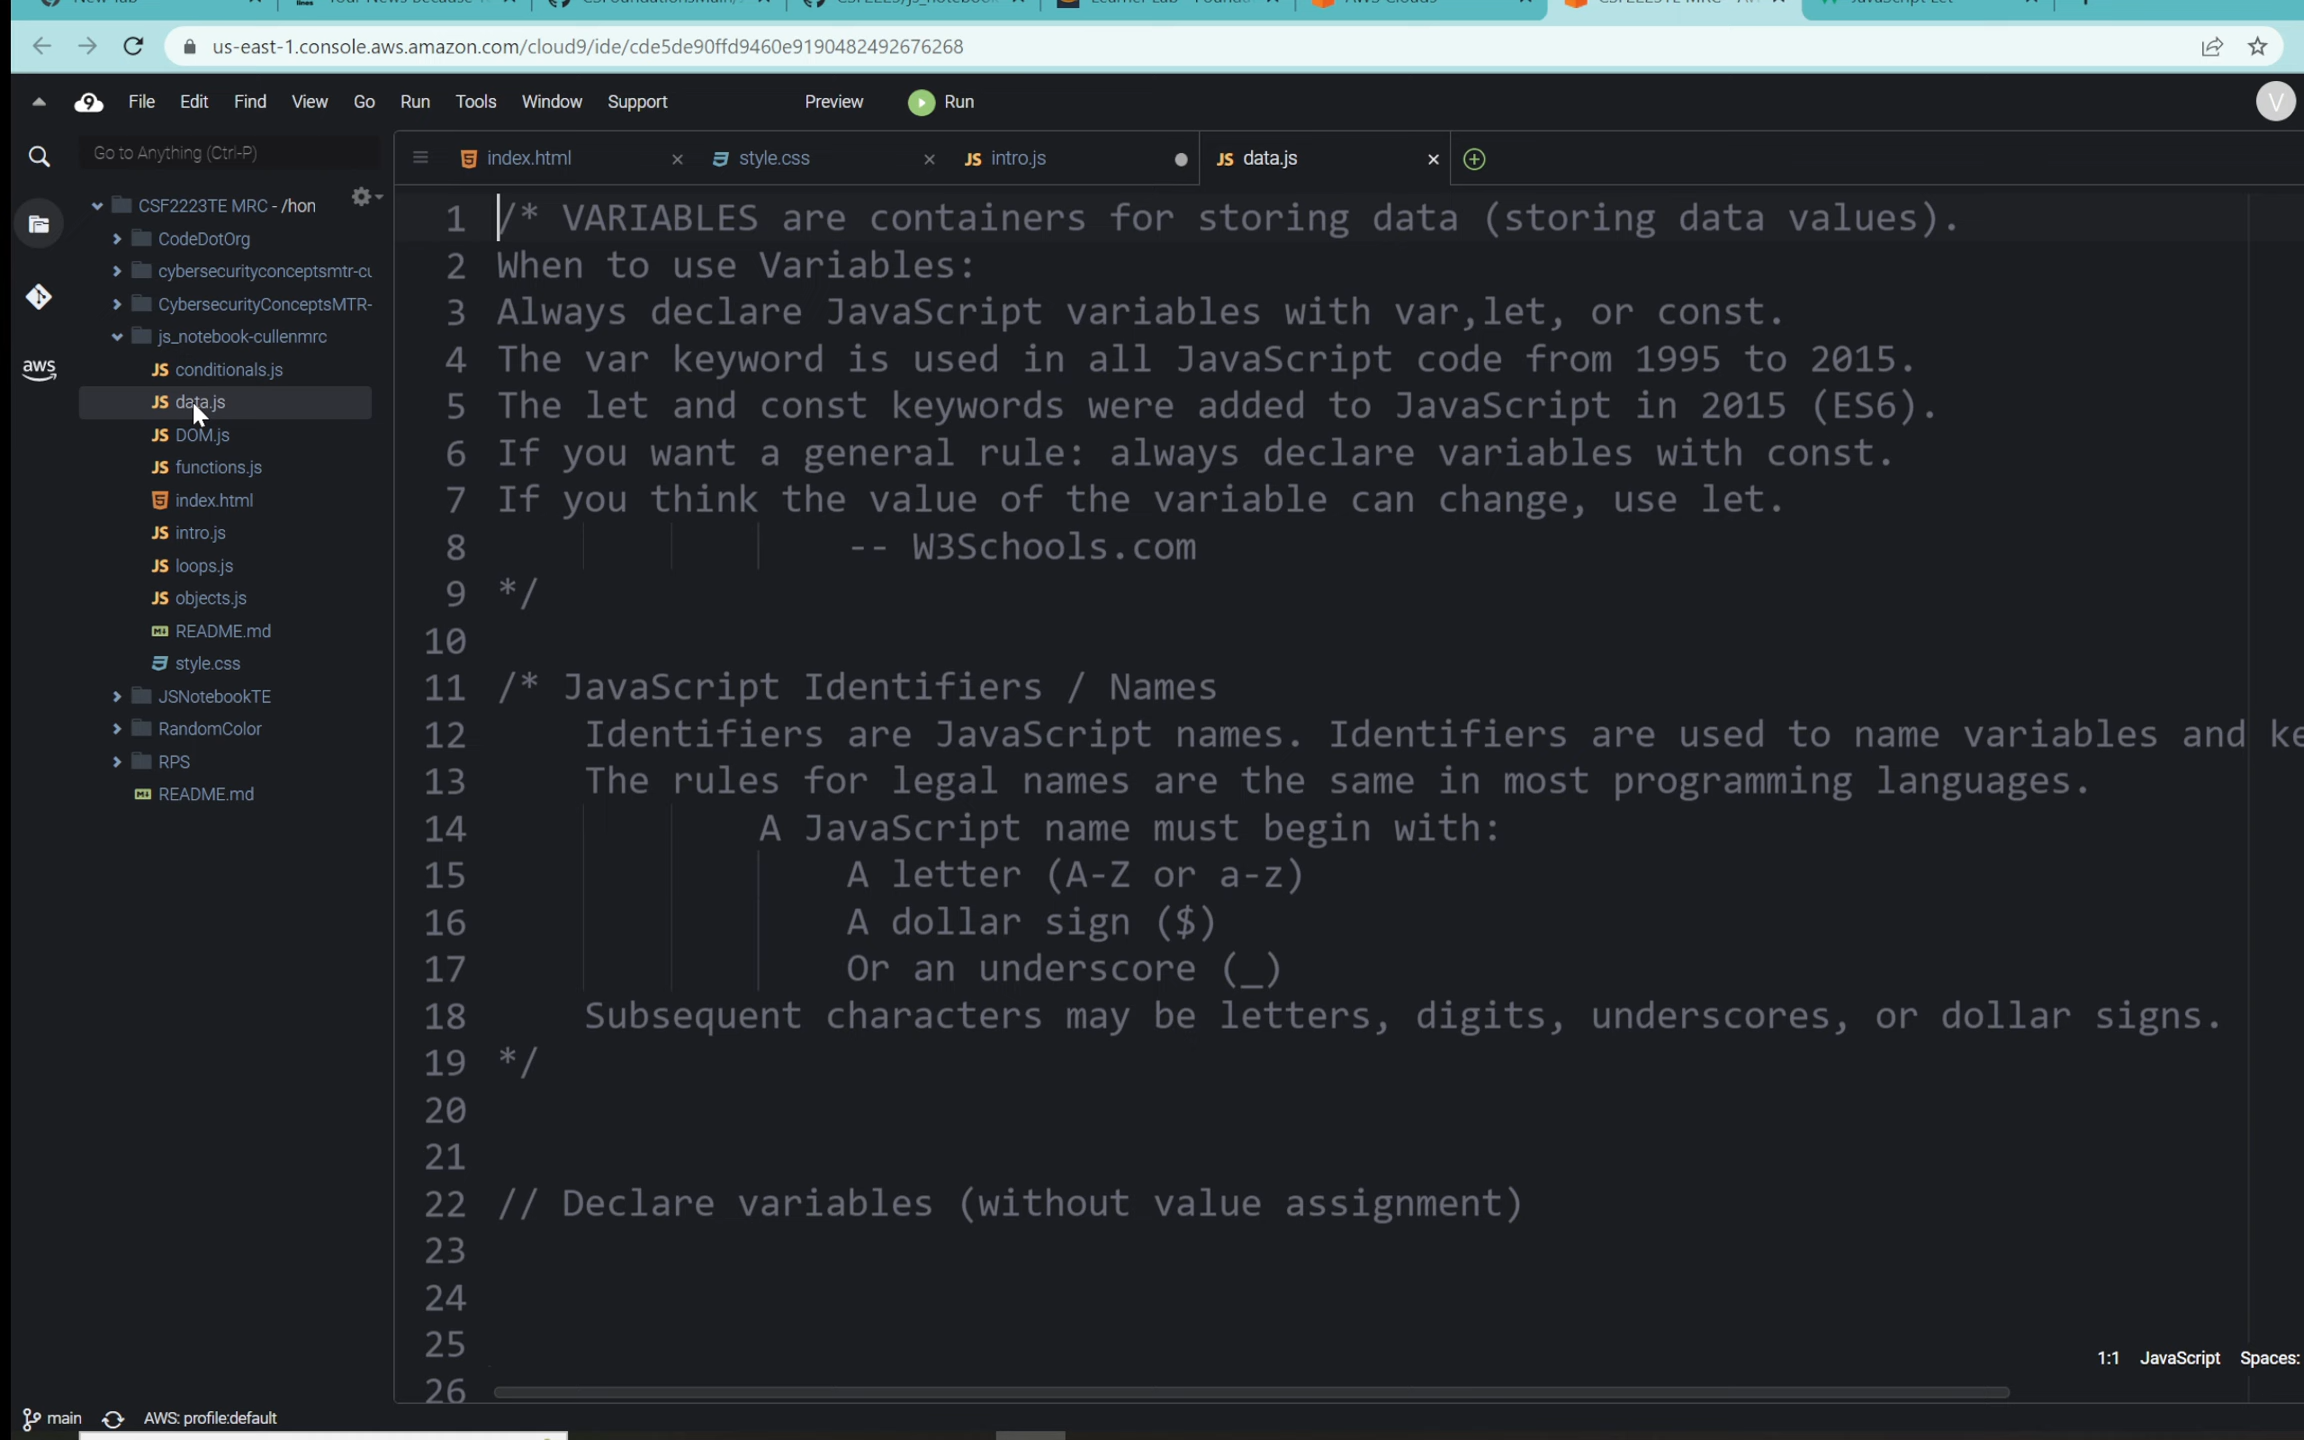 us-east-1.console.aws.amazon.com/cloud9/ide/cde5de90ffd9460e9190482492676268
9 File Edit Find View Go Run Tools Window Support Preview Run V
Go to Anything (Ctrl-P)
index.html style.css JS intro.js JS data.js
CSF2223TE MRC - /hon
CodeDotOrg
cybersecurityconceptsmtr-cu
CybersecurityConceptsMTR-
js_notebook-cullenmrc
aws
JS conditionals.js
JS data.js
JS DOM.js
JS functions.js
index.html
JS intro.js
JS loops.js
JS objects.js
README.md
style.css
JSNotebookTE
RandomColor
RPS
README.md
1 /* VARIABLES are containers for storing data (storing data values).
2 When to use Variables:
3 Always declare JavaScript variables with var,let, or const.
4 The var keyword is used in all JavaScript code from 1995 to 2015.
5 The let and const keywords were added to JavaScript in 2015 (ES6).
6 If you want a general rule: always declare variables with const.
7 If you think the value of the variable can change, use let.
8 -- W3Schools.com
9 */
10
11 /* JavaScript Identifiers / Names
12 Identifiers are JavaScript names. Identifiers are used to name variables and ke
13 The rules for legal names are the same in most programming languages.
14 A JavaScript name must begin with:
15 A letter (A-Z or a-z)
16 A dollar sign ($)
17 Or an underscore (_)
18 Subsequent characters may be letters, digits, underscores, or dollar signs.
19 */
20
21
22 // Declare variables (without value assignment)
23
24
25
26
1:1 JavaScript Spaces:
main AWS: profile:default